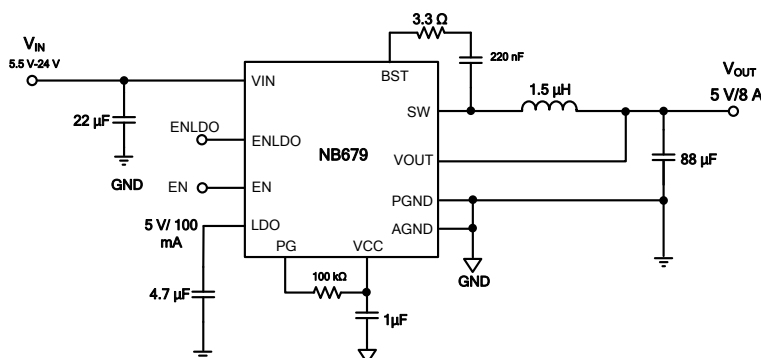 3.3 Ω
V_IN
5.5 V-24 V
220 nF
BST
VIN
1.5 µH
V_OUT
5 V/8 A
SW
22 µF
ENLDO
ENLDO
NB679
VOUT
88 µF
GND
EN
EN
PGND
5 V/ 100
mA
LDO
AGND
PG
VCC
GND
100 kΩ
4.7 µF
1µF